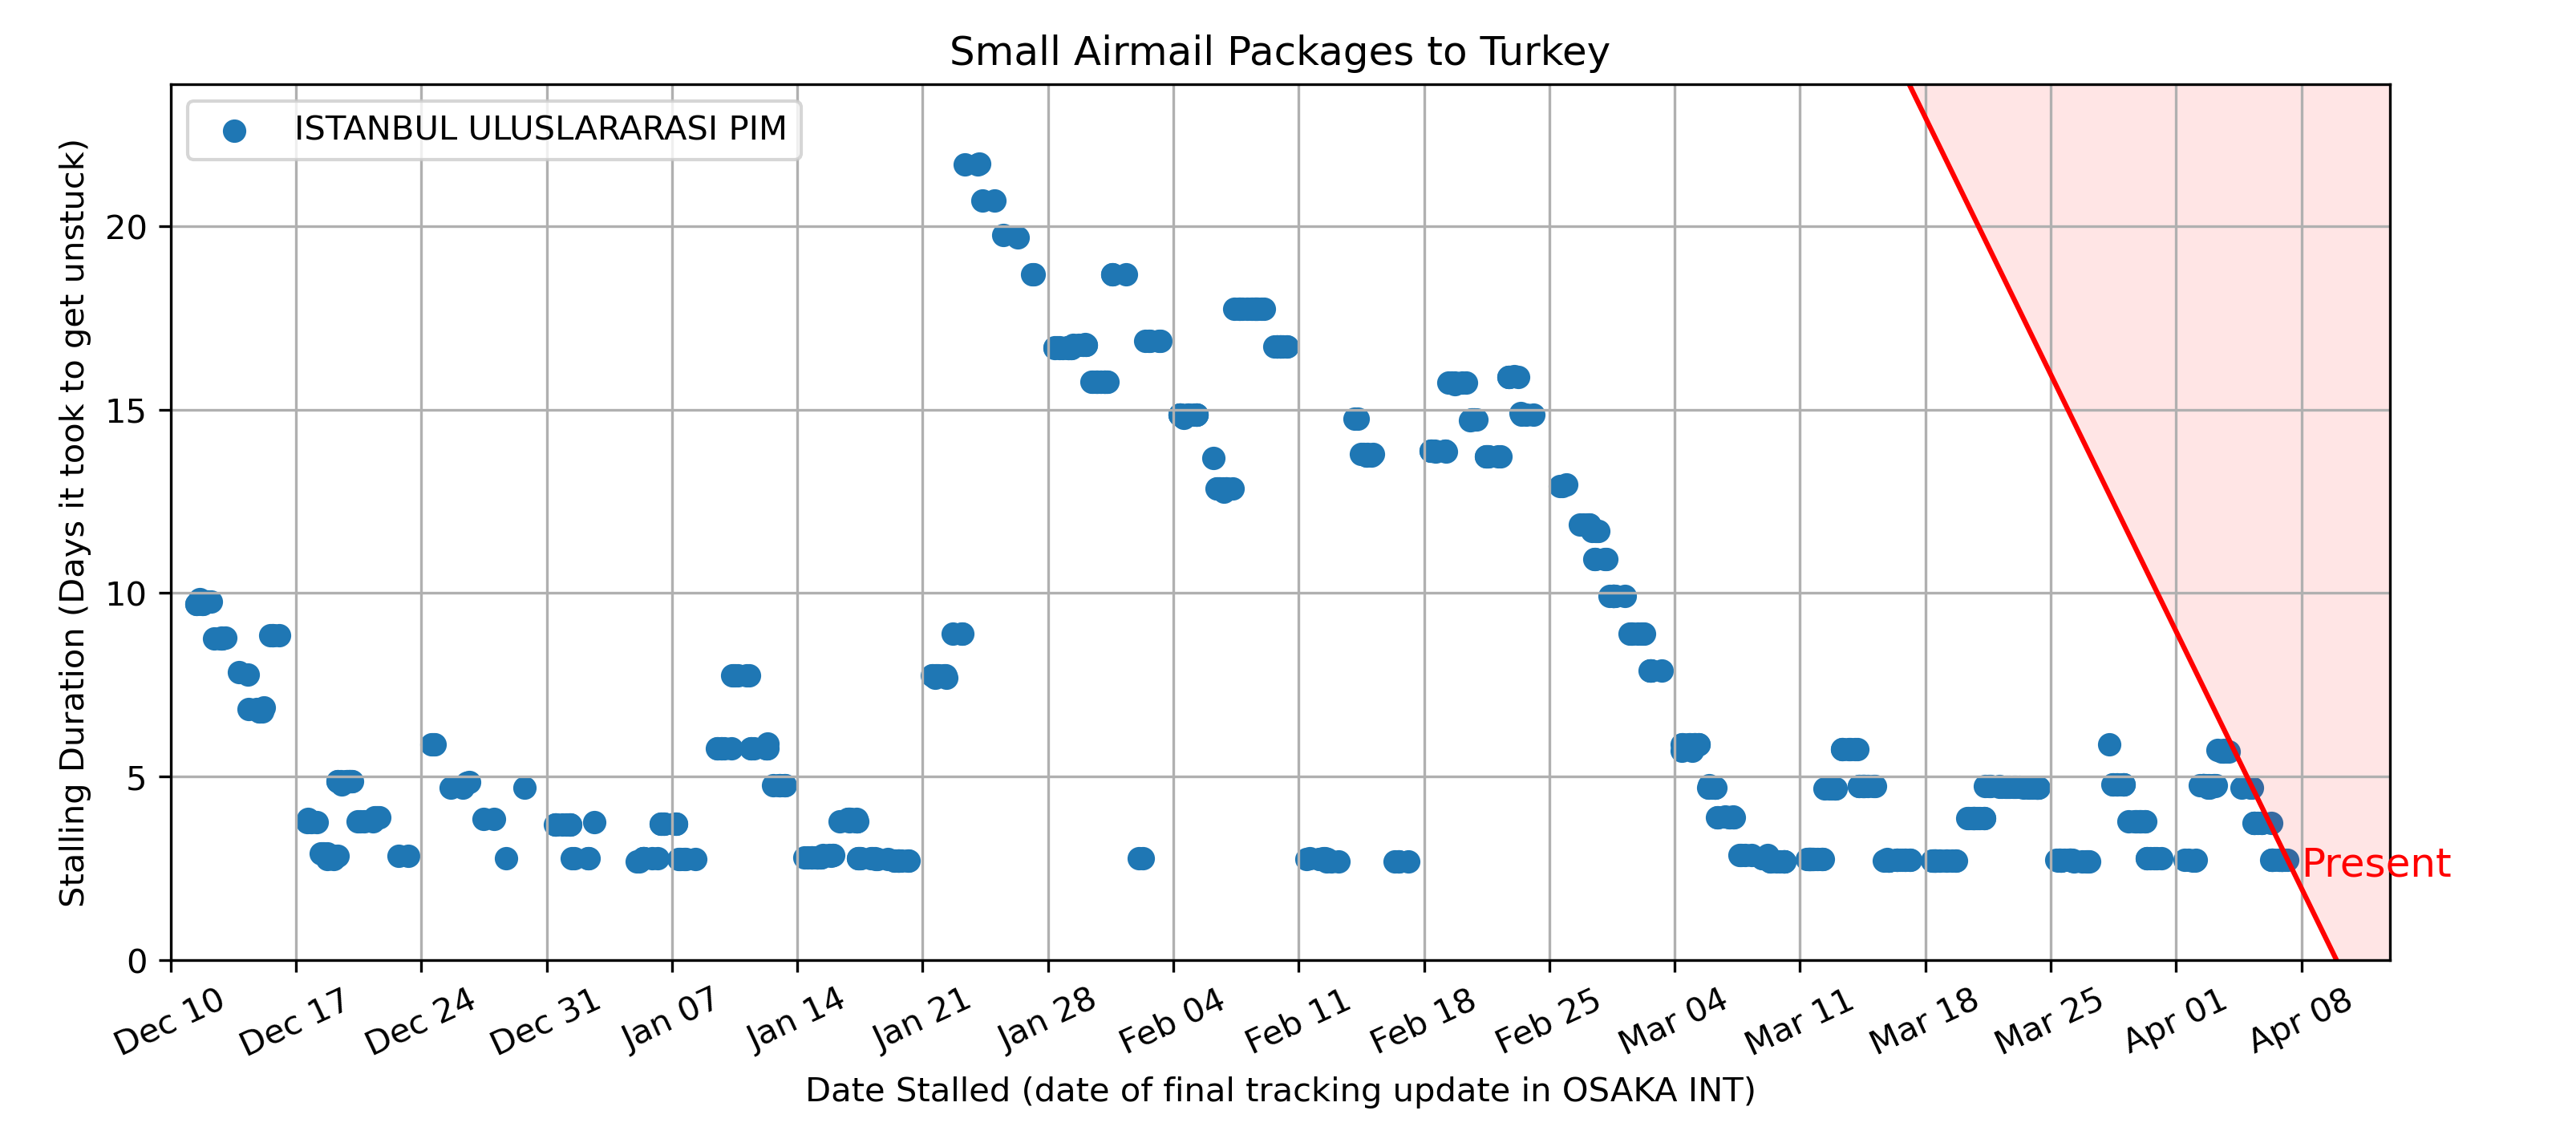 Small Airmail Packages to Turkey
ISTANBUL ULUSLARARASI PIM
Stalling Duration (Days it took to get unstuck)
20
15
10
5
0
Present
Dec 10
Dec 17
Dec 24
Dec 31
Jan 07
Jan 14
Jan 21
Jan 28
Feb 04
Feb 11
Feb 18
Feb 25
Mar 04
Mar 11
Mar 18
Mar 25
Apr 01
Apr 08
Date Stalled (date of final tracking update in OSAKA INT)